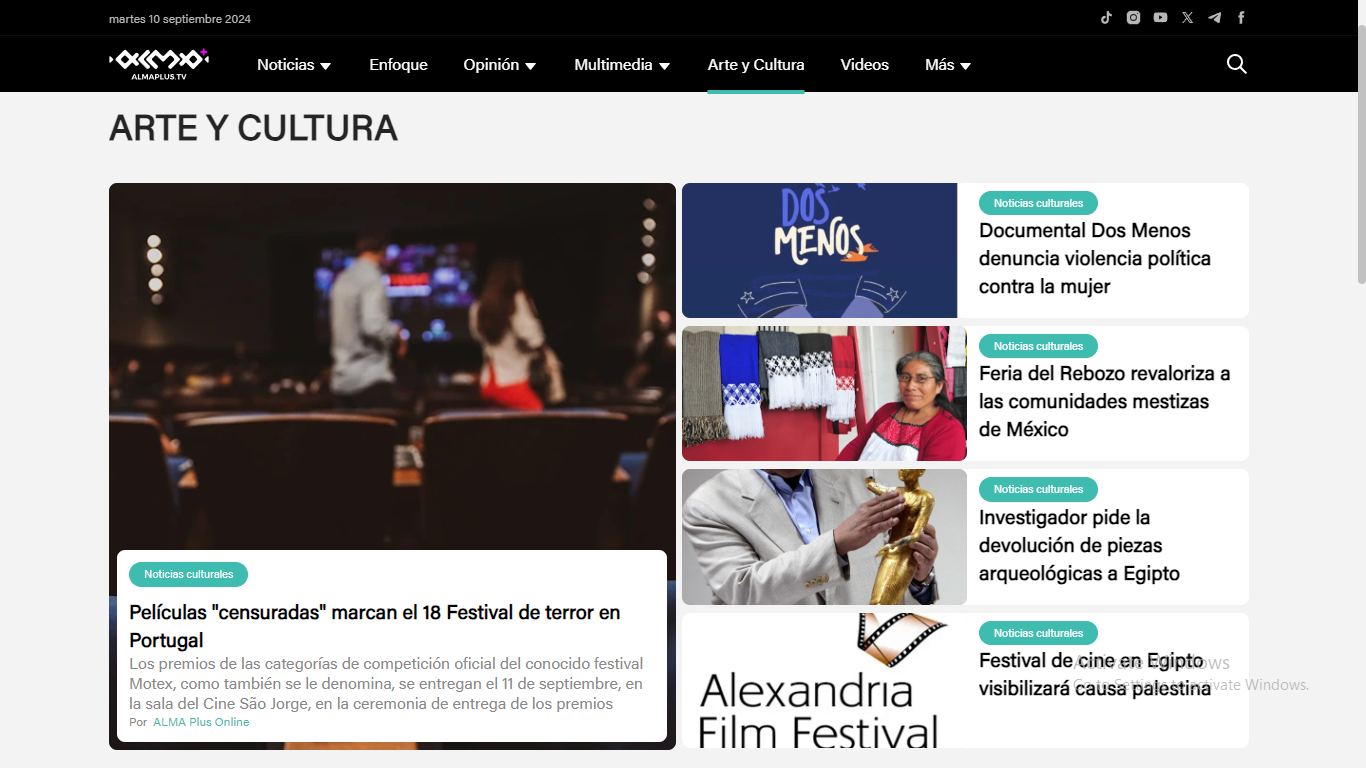 martes 10 septiembre 2024
ALMAPLUS.TV
Noticias
Enfoque
Opinión
Multimedia
Arte y Cultura
Videos
Más
ARTE Y CULTURA
Noticias culturales
Películas "censuradas" marcan el 18 Festival de terror en
Portugal
Los premios de las categorías de competición oficial del conocido festival
Motex, como también se le denomina, se entregan el 11 de septiembre, en
la sala del Cine São Jorge, en la ceremonia de entrega de los premios
Por ALMA Plus Online
DOS
MENOS
Noticias culturales
Documental Dos Menos
denuncia violencia política
contra la mujer
Noticias culturales
Feria del Rebozo revaloriza a
las comunidades mestizas
de México
Noticias culturales
Investigador pide la
devolución de piezas
arqueológicas a Egipto
Alexandria
Film Festival
Noticias culturales
Festival de cine en Egipto
visibilizará causa palestina
Activate Windows
Go to Settings to activate Windows.